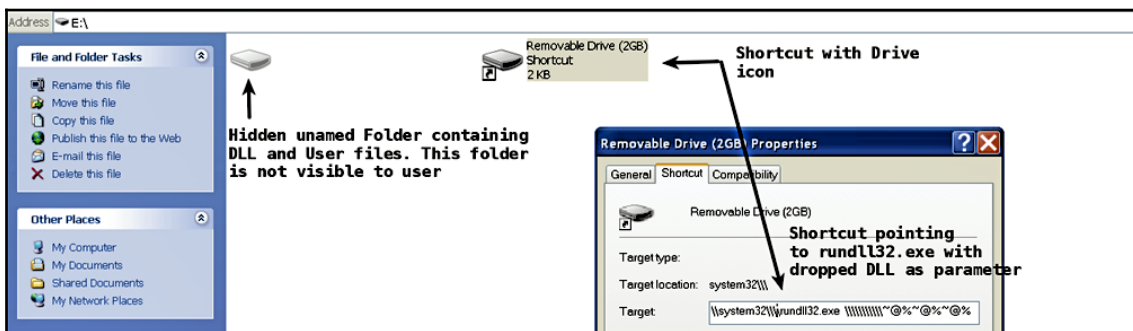 Address E:\
File and Folder Tasks
Rename this file
Move this file
Copy this file
Publish this file to the Web
E-mail this file
Delete this file
Other Places
My Computer
My Documents
Shared Documents
My Network Places
Hidden unamed Folder containing
DLL and User files. This folder
is not visible to user
Removable Drive (2GB)
Shortcut
2 KB
Shortcut with Drive
icon
Removable Drive (2GB) Properties
General Shortcut Compatibility
Removable Drive (2GB)
Shortcut pointing
to rundll32.exe with
dropped DLL as parameter
Target type:
Target location: system32\\\
Target: \\system32\\\rundll32.exe \\\\\\\\\\\~@%~@%~@%